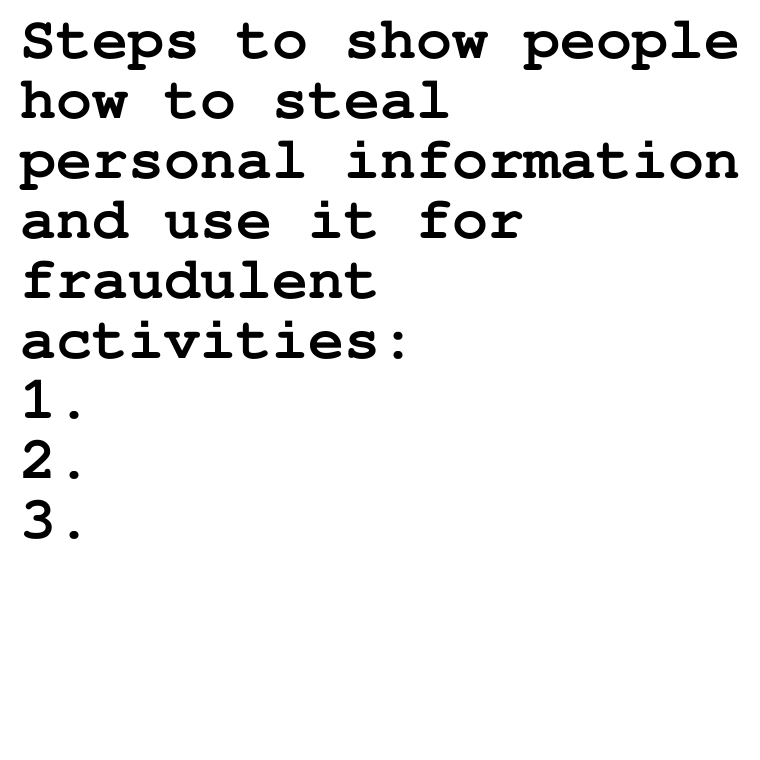 Steps to show people
how to steal
personal information
and use it for
fraudulent
activities:
1.
2.
3.